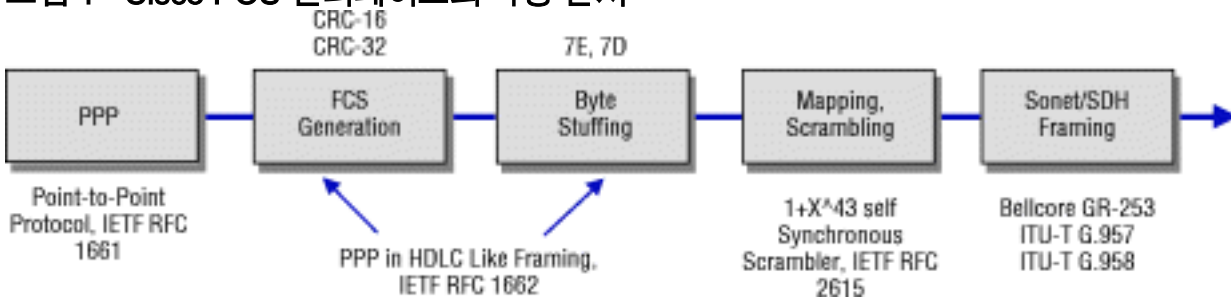 CRC-16
CRC-32
7E, 7D
PPP
FCS
Generation
Byte
Stuffing
Mapping,
Scrambling
Sonet/SDH
Framing
Point-to-Point
Protocol, IETF RFC
1661
PPP in HDLC Like Framing,
IETF RFC 1662
1+X^43 self
Synchronous
Scrambler, IETF RFC
2615
Bellcore GR-253
ITU-T G.957
ITU-T G.958